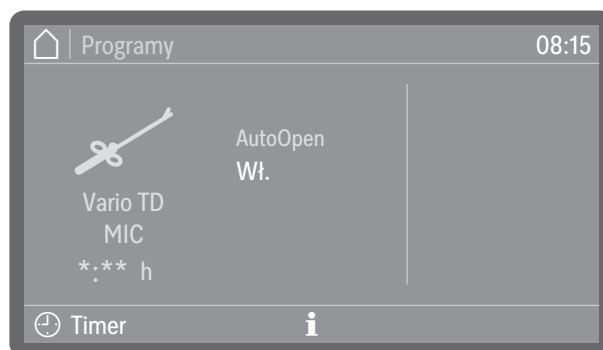 Programy 08:15
AutoOpen
Wł.
Vario TD
MIC
*:** h
Timer i